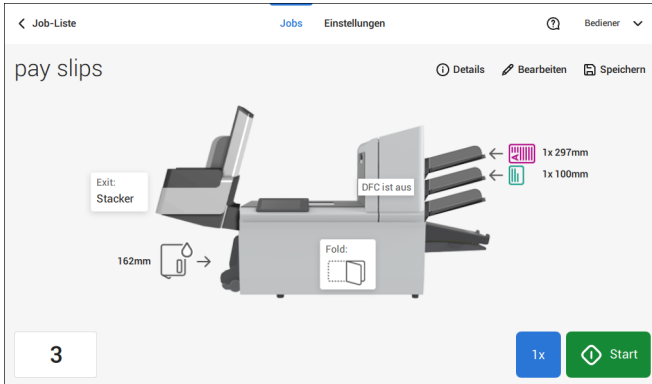 Job-Liste
Jobs
Einstellungen
Bediener
pay slips
Details
Bearbeiten
Speichern
1x 297mm
1x 100mm
DFC ist aus
Exit:
Stacker
Fold:
162mm
3
1x
Start